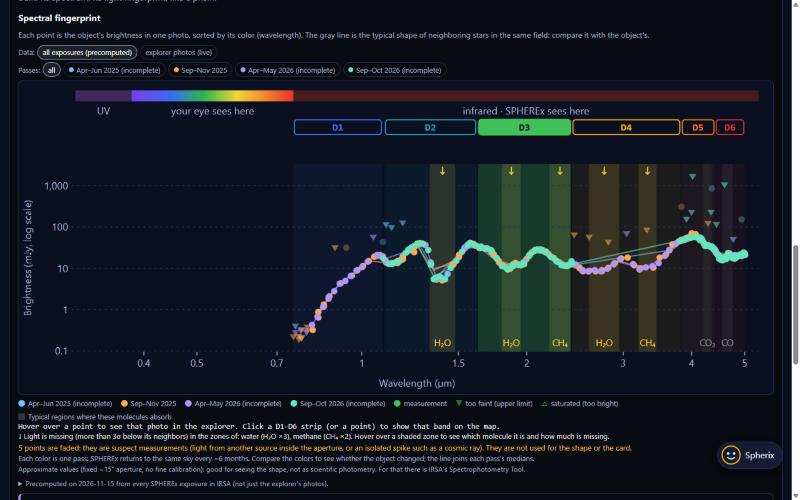 Spectral fingerprint
Each point is the object's brightness in one photo, sorted by its color (wavelength). The gray line is the typical shape of neighboring stars in the same field: compare it with the object's.
Data: all exposures (precomputed) explorer photos (live)
Passes: all Apr–Jun 2025 (incomplete) Sep–Nov 2025 Apr–May 2026 (incomplete) Sep–Oct 2026 (incomplete)
UV your eye sees here infrared · SPHEREx sees here
D1 D2 D3 D4 D5 D6
↓ ↓ ↓ ↓ ↓
Brightness (mJy, log scale)
1,000
100
10
1
0.1
H₂O H₂O CH₄ H₂O CH₄ CO₂ CO
0.4 0.5 0.7 1 1.5 2 3 4 5
Wavelength (μm)
Apr–Jun 2025 (incomplete) Sep–Nov 2025 Apr–May 2026 (incomplete) Sep–Oct 2026 (incomplete) measurement too faint (upper limit) saturated (too bright)
Typical regions where these molecules absorb
Hover over a point to see that photo in the explorer. Click a D1–D6 strip (or a point) to show that band on the map.
↓ Light is missing (more than 3σ below its neighbors) in the zones of: water (H₂O ×3), methane (CH₄ ×2). Hover over a shaded zone to see which molecule it is and how much is missing.
5 points are faded: they are suspect measurements (light from another source inside the aperture, or an isolated spike such as a cosmic ray). They are not used for the shape or the card.
Each color is one pass: SPHEREx returns to the same sky every ~6 months. Compare the colors to see whether the object changed; the line joins each pass's medians.
Approximate values (fixed ~15″ aperture, no fine calibration): good for seeing the shape, not as scientific photometry. For that there is IRSA's Spectrophotometry Tool.
▸ Precomputed on 2026-11-15 from every SPHEREx exposure in IRSA (not just the explorer's photos).
Spherix